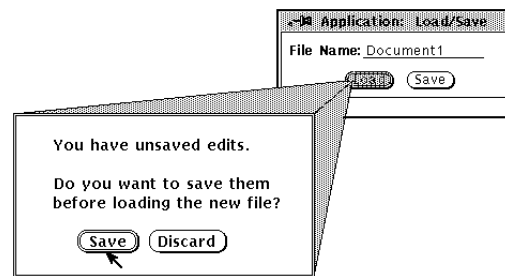 Application: Load/Save
File Name: Document1
Load Save
You have unsaved edits.
Do you want to save them
before loading the new file?
Save Discard